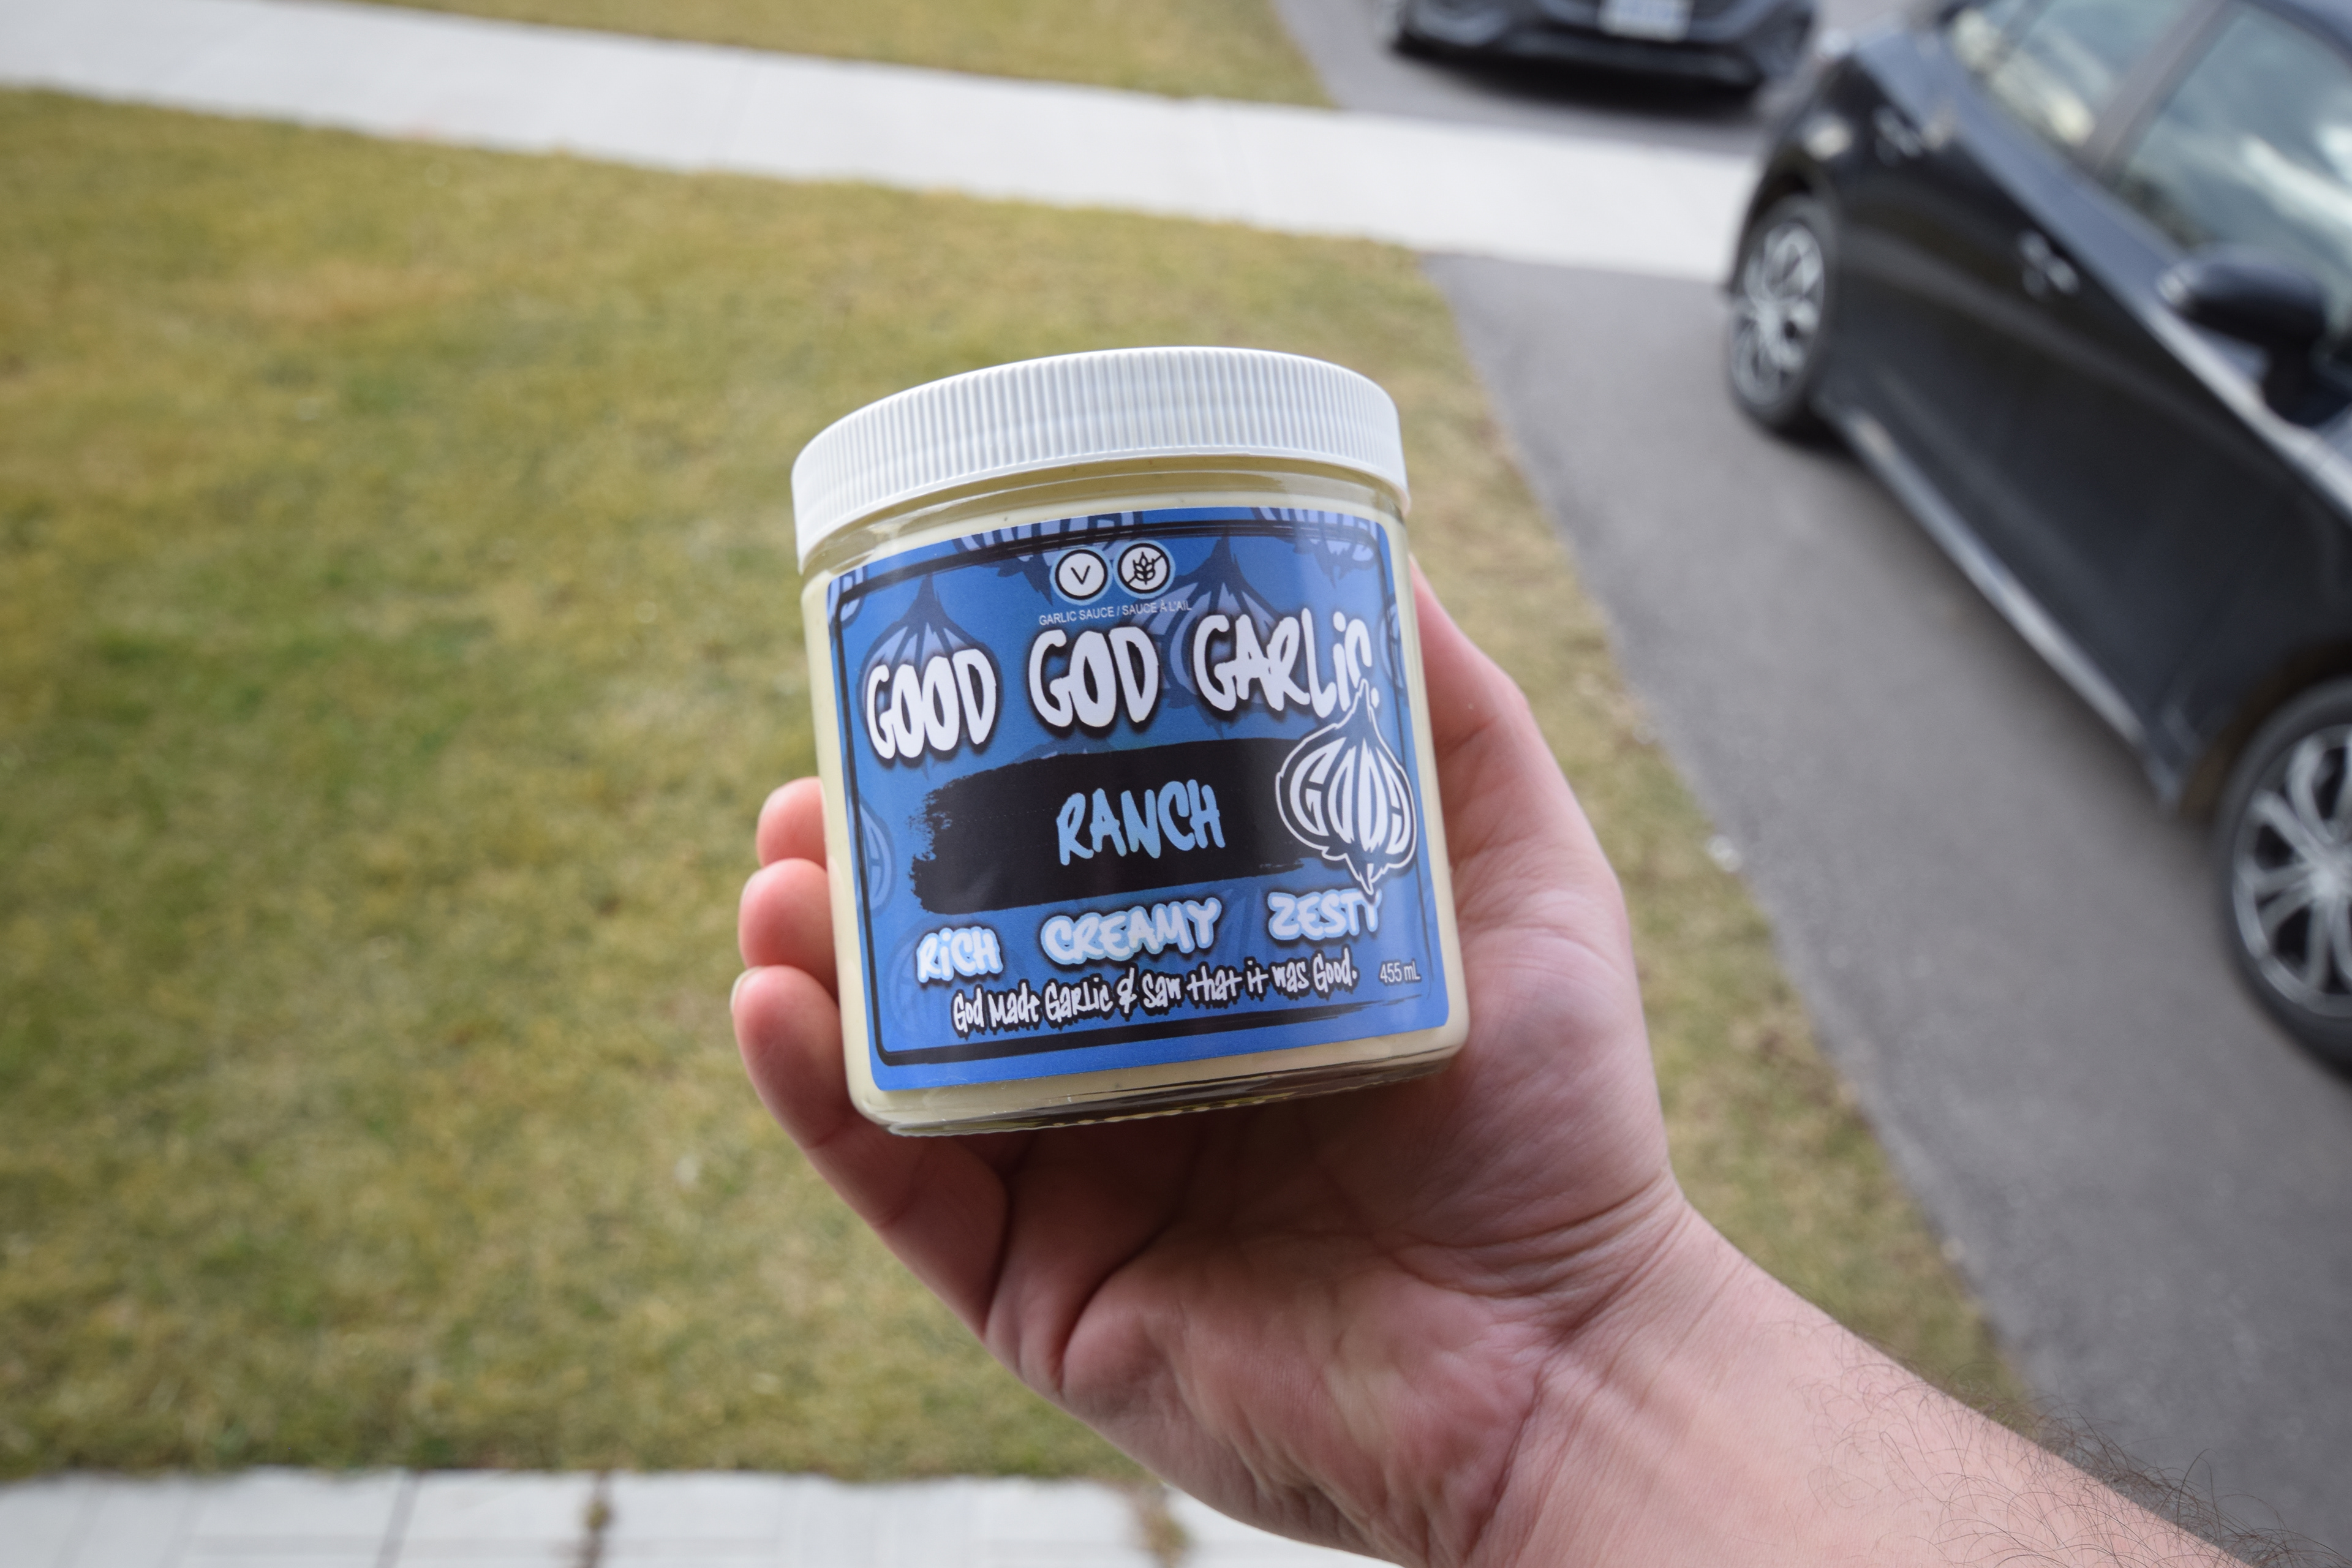 V
GARLIC SAUCE / SAUCE À L'AIL
GOOD GOD GARLiC.
GOOD
RANCH
RiCH CREAMY ZESTY
God Made Garlic & Saw that it was Good.
455 mL